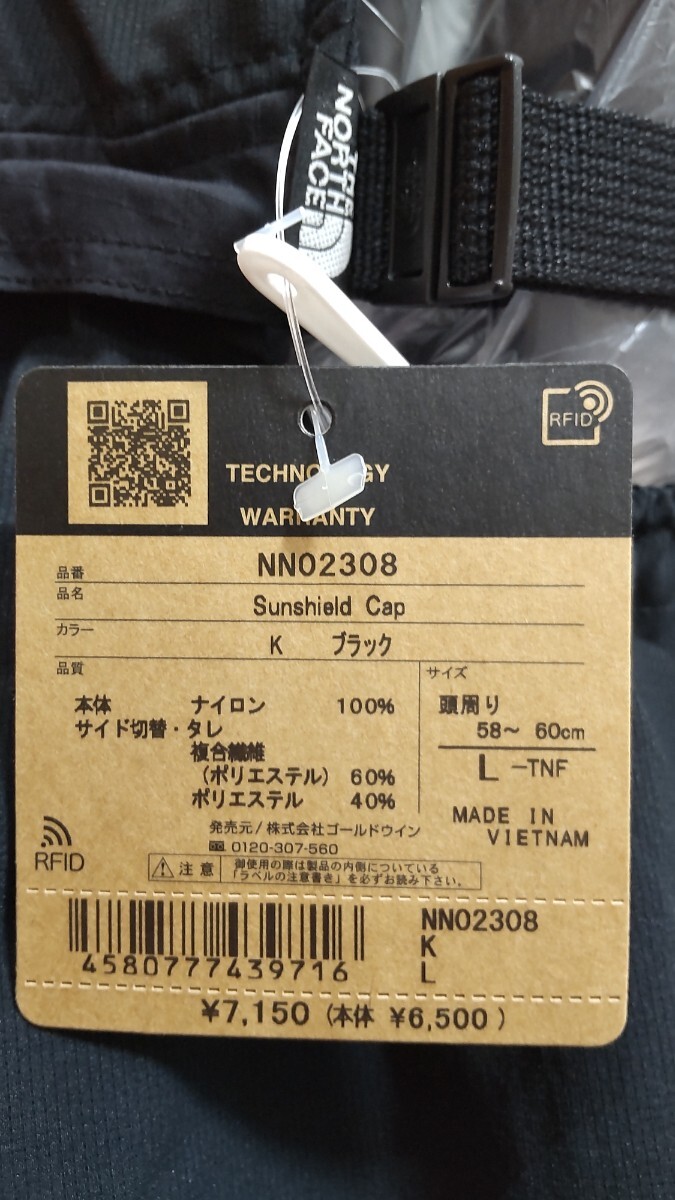 THE
NORTH
FACE
RFID
TECHNOLOGY
WARRANTY
品番 NN02308
品名 Sunshield Cap
カラー K ブラック
品質
本体 ナイロン 100%
サイド切替・タレ
複合繊維
(ポリエステル) 60%
ポリエステル 40%
サイズ
頭周り
58~ 60cm
L -TNF
MADE IN
VIETNAM
発売元/株式会社ゴールドウイン
0120-307-560
RFID
注意 御使用の際は製品の内側についている
「ラベルの注意書き」を必ずお読み下さい。
4580777439716
NN02308
K
L
¥7,150 (本体 ¥6,500 )